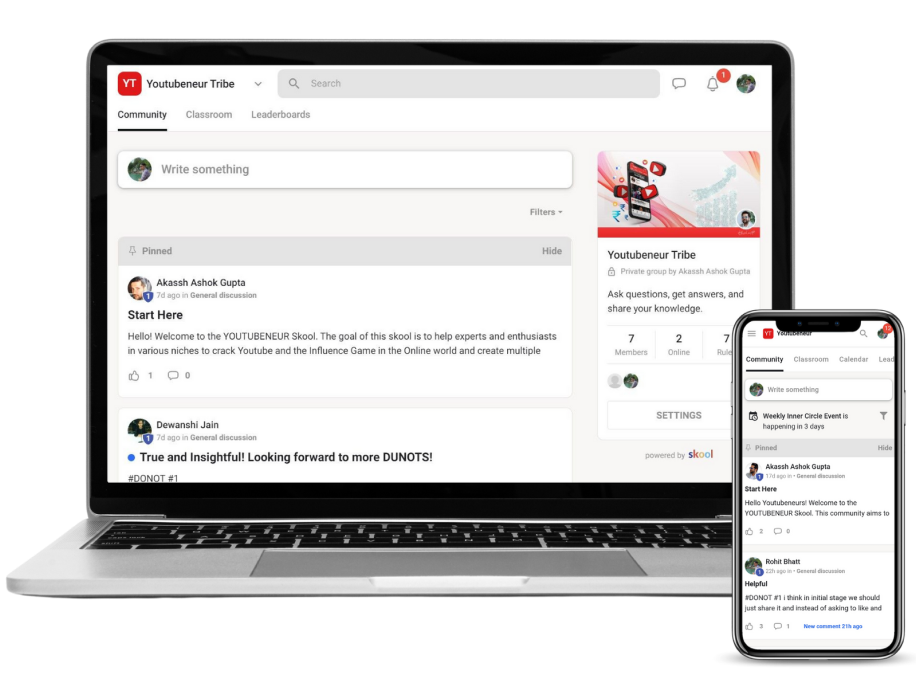 YT Youtubeneur Tribe
Search
1
Community Classroom Leaderboards
Write something
Filters
Pinned Hide
Akassh Ashok Gupta
1 7d ago in General discussion
Start Here
Hello! Welcome to the YOUTUBENEUR Skool. The goal of this skool is to help experts and enthusiasts
in various niches to crack Youtube and the Influence Game in the Online world and create multiple
1 0
Dewanshi Jain
1 7d ago in General discussion
True and Insightful! Looking forward to more DUNOTS!
#DONOT #1
Youtubeneur Tribe
Private group by Akassh Ashok Gupta
Ask questions, get answers, and
share your knowledge.
7 2 7
Members Online
SETTINGS
powered by skool
YT Youtubeneur Tribe
12
Community Classroom Calendar Lead
Write something
Weekly Inner Circle Event is
happening in 3 days
Pinned Hide
Akassh Ashok Gupta
1 17d ago in • General discussion
Start Here
Hello Youtubeneurs! Welcome to the
YOUTUBENEUR Skool. This community aims to
2 0
Rohit Bhatt
1 22h ago in • General discussion
Helpful
#DONOT #1 i think in initial stage we should
just share it and instead of asking to like and
3 1 New comment 21h ago